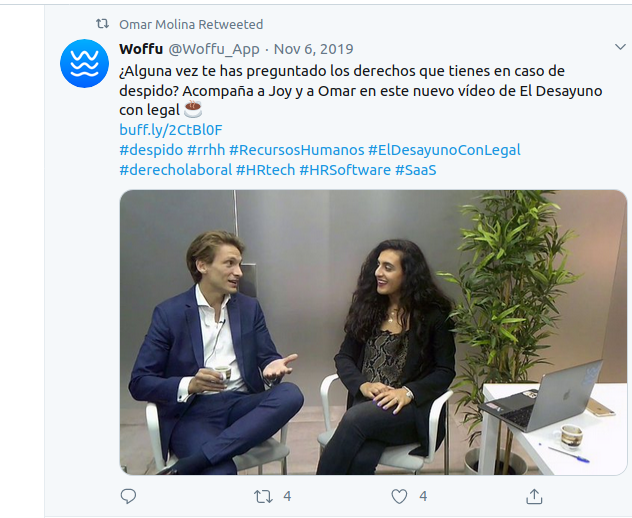 Omar Molina Retweeted
Woffu @Woffu_App · Nov 6, 2019
¿Alguna vez te has preguntado los derechos que tienes en caso de
despido? Acompaña a Joy y a Omar en este nuevo vídeo de El Desayuno
con legal ☕
buff.ly/2CtBl0F
#despido #rrhh #RecursosHumanos #ElDesayunoConLegal
#derecholaboral #HRtech #HRSoftware #SaaS
4
4